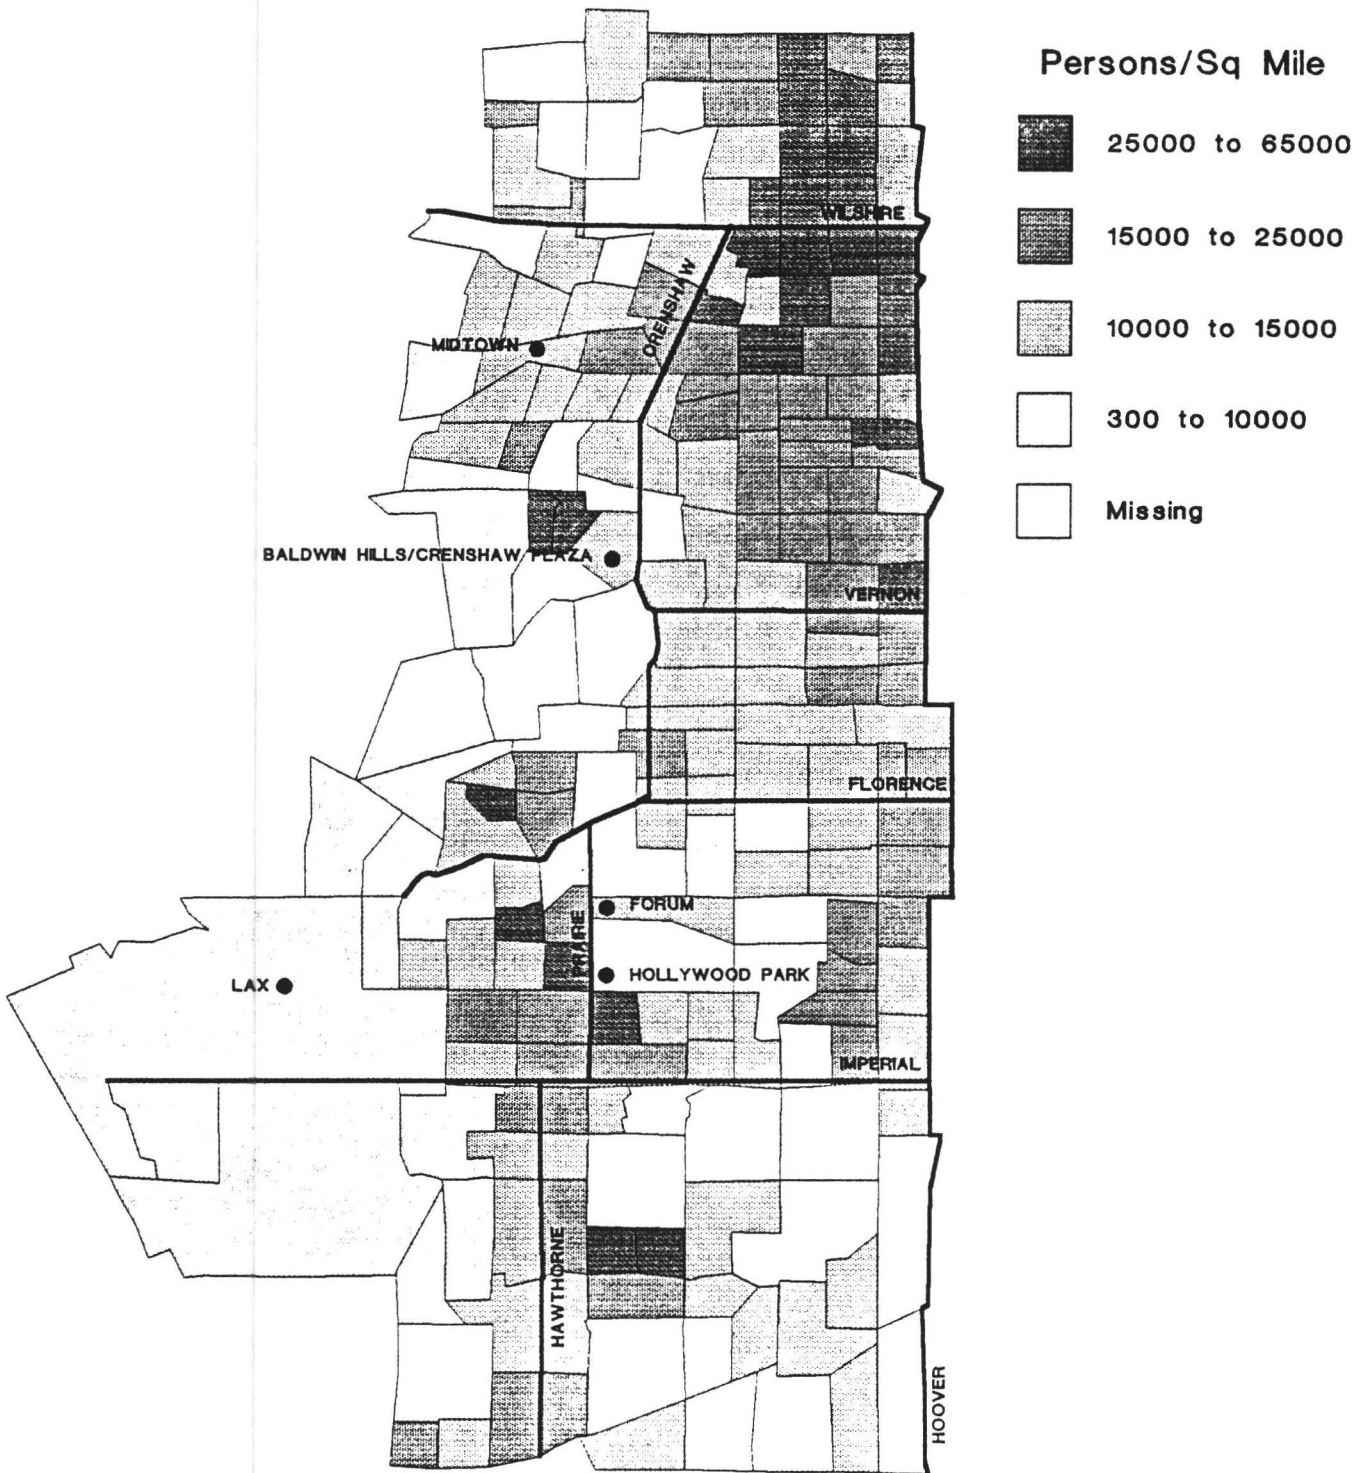 Persons/Sq Mile
25000 to 65000
15000 to 25000
10000 to 15000
300 to 10000
Missing
WILSHIRE
CRENSHAW
MIDTOWN
BALDWIN HILLS/CRENSHAW PLAZA
VERNON
FLORENCE
FORUM
PRAIRIE
LAX
HOLLYWOOD PARK
IMPERIAL
HAWTHORNE
HOOVER